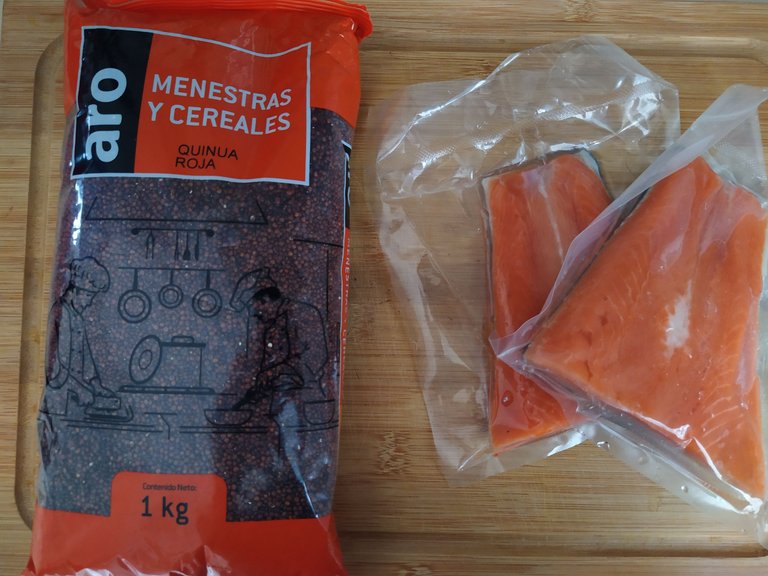 aro
MENESTRAS
Y CEREALES
QUINUA
ROJA
Contenido Neto:
1 kg